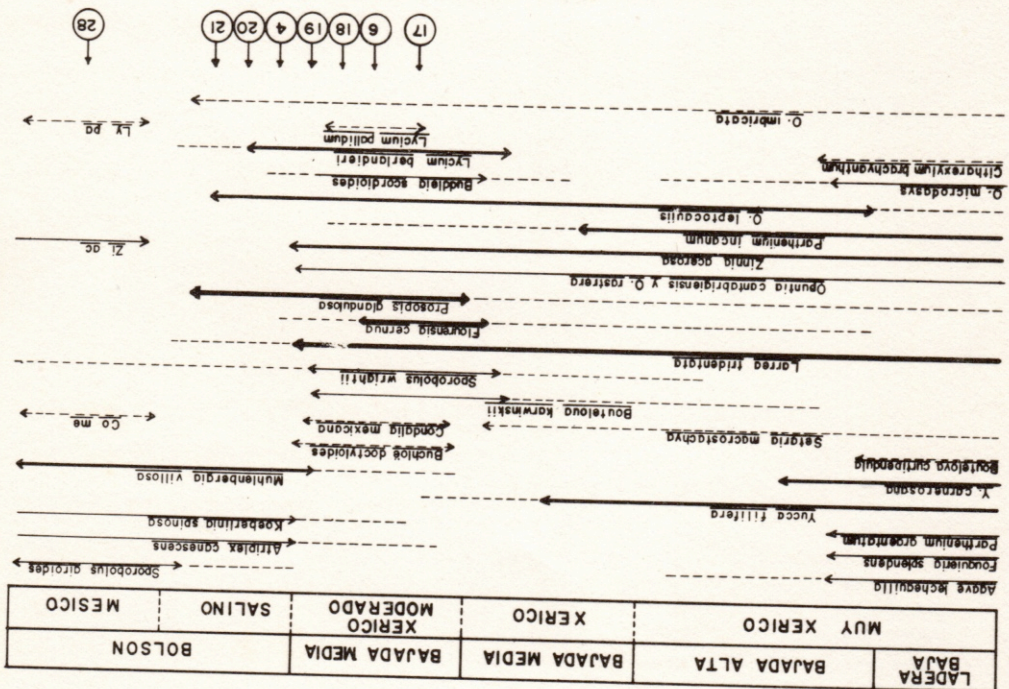 LADERA BAJA
BAJADA ALTA
BAJADA MEDIA
BAJADA MEDIA
BOLSON
MUY XERICO
XERICO
XERICO MODERADO
SALINO
MESICO
Agave lechequilla
Sporobolus airoides
Fouquieria splendens
Atriplex canescens
Parthenium argentatum
Koeberlinia spinosa
Yucca filifera
Y. carnerosana
Muhlenbergia villosa
Bouteloua curtipendula
Buchloë dactyloides
Setaria macrostachya
Condalia mexicana
Co me
Bouteloua karwinskii
Sporobolus wrightii
Larrea tridentata
Flourensia cernua
Prosopis glandulosa
Opuntia cantabrigiensis y O. rastrera
Zinnia acerosa
Zi ac
Parthenium incanum
O. leptocaulis
O. microdasys
Buddleia scordioides
Citharexylum brachyanthum
Lycium berlandieri
Lycium pallidum
Ly pa
O. imbricata
17 6 18 19 4 20 21 28